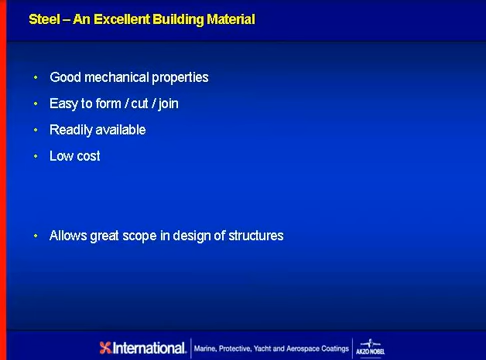 Steel – An Excellent Building Material
• Good mechanical properties
• Easy to form / cut / join
• Readily available
• Low cost
• Allows great scope in design of structures
International.
Marine, Protective, Yacht and Aerospace Coatings
AKZO NOBEL